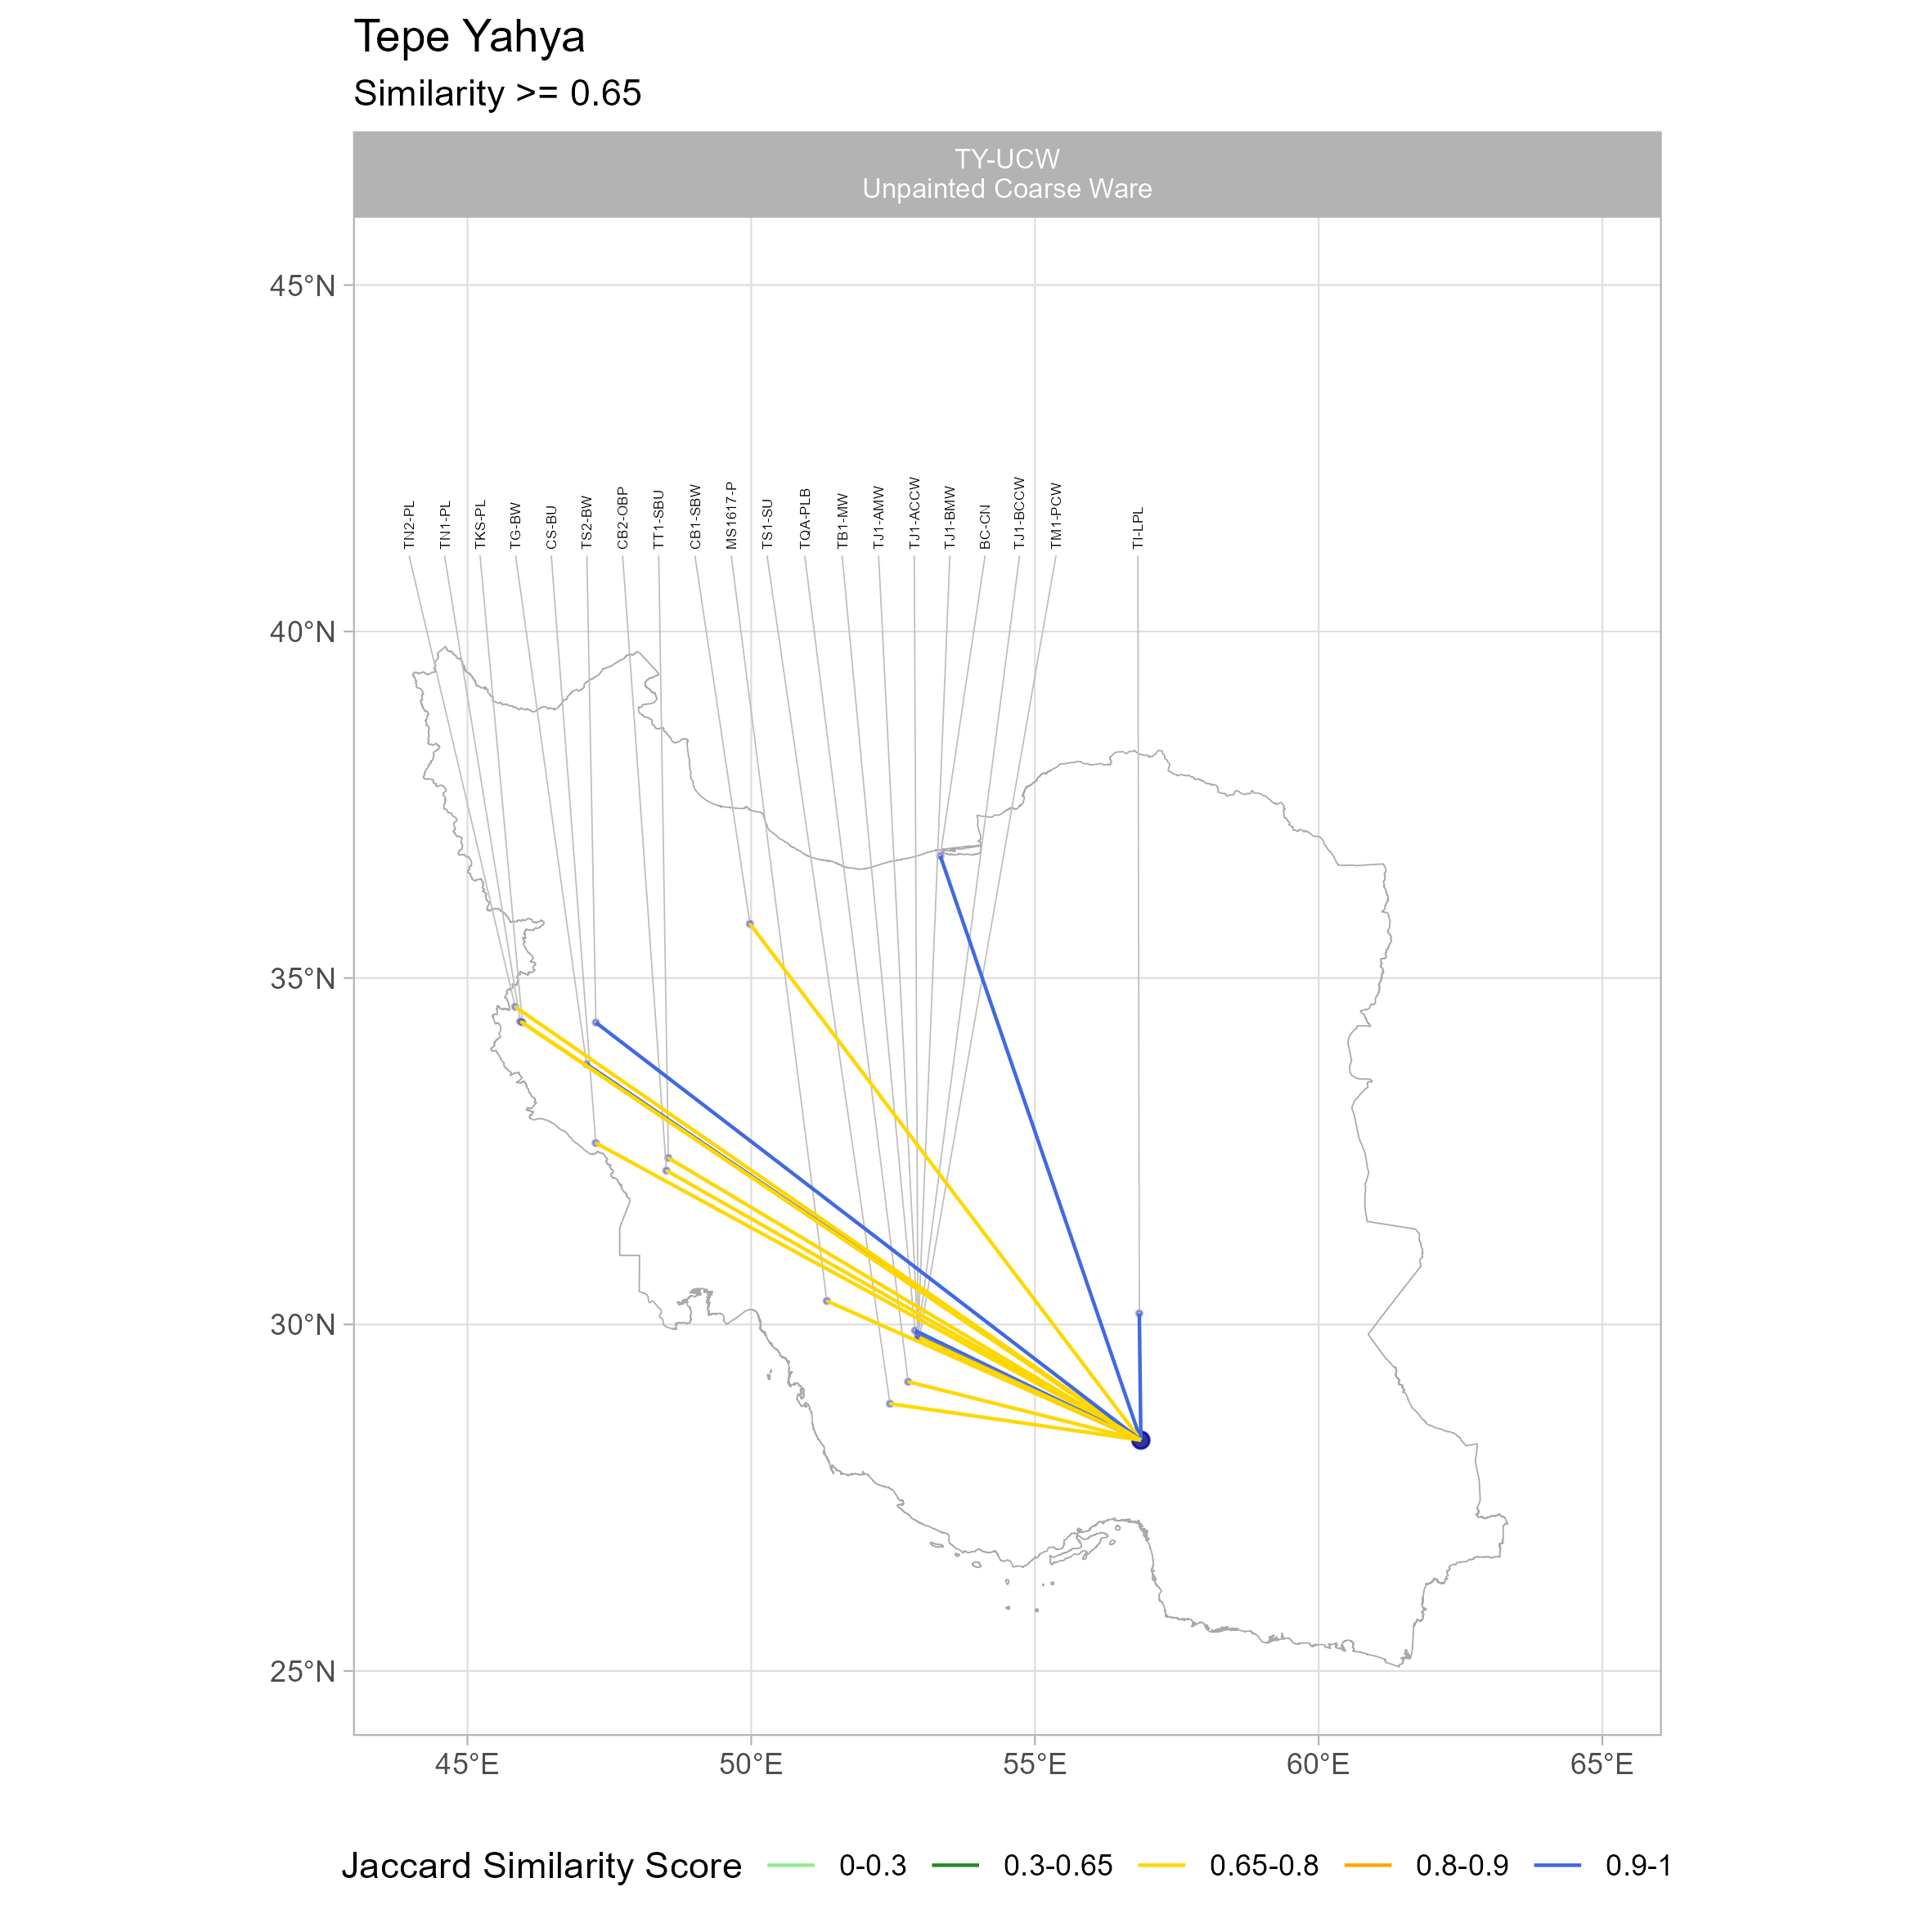 Tepe Yahya
Similarity >= 0.65
TY-UCW
Unpainted Coarse Ware
45°N
40°N
35°N
30°N
25°N
TN2-PL
TN1-PL
TKS-PL
TG-BW
CS-BU
TS2-BW
CB2-OBP
TT1-SBU
CB1-SBW
MS1617-P
TS1-SU
TQA-PLB
TB1-MW
TJ1-AMW
TJ1-ACCW
TJ1-BMW
BC-CN
TJ1-BCCW
TM1-PCW
TI-LPL
45°E 50°E 55°E 60°E 65°E
Jaccard Similarity Score 0-0.3 0.3-0.65 0.65-0.8 0.8-0.9 0.9-1